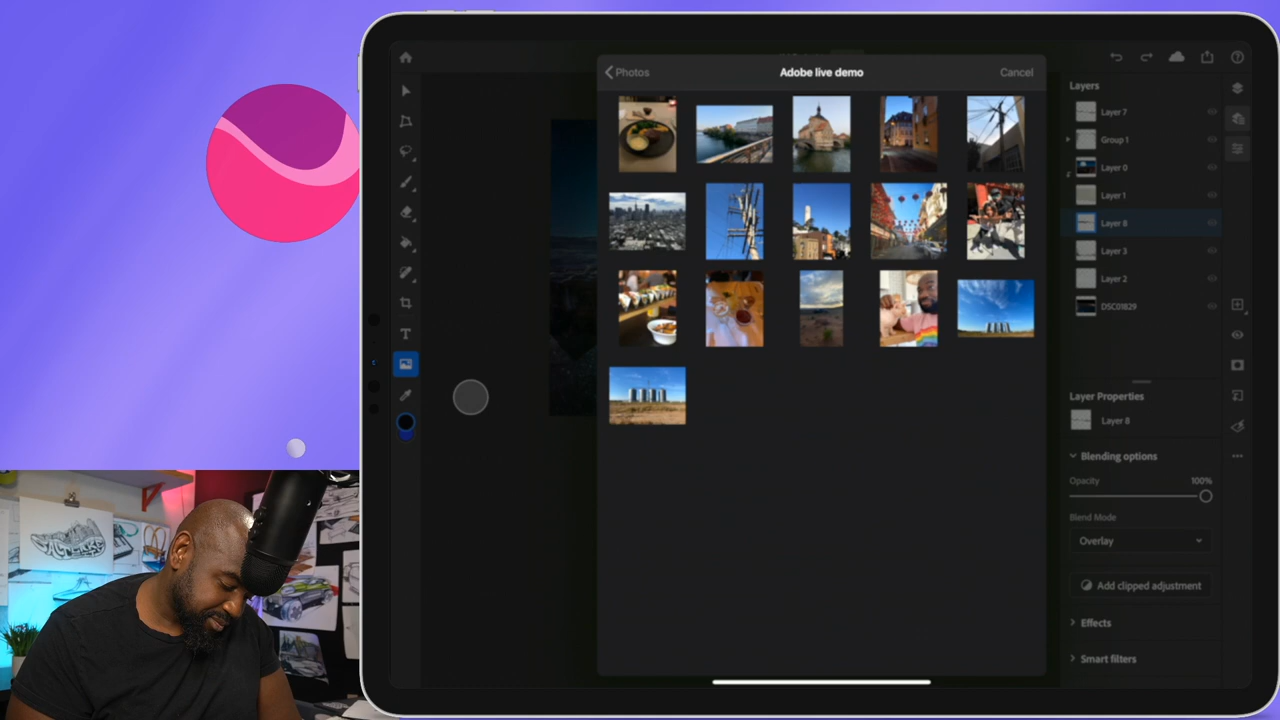 Photos
Adobe live demo
Cancel
Layers
Layer 7
Group 1
Layer 0
Layer 1
Layer 8
Layer 3
Layer 2
DSC01829
Layer Properties
Layer 8
Blending options
Opacity
100%
Blend Mode
Overlay
Add clipped adjustment
Effects
Smart filters
T